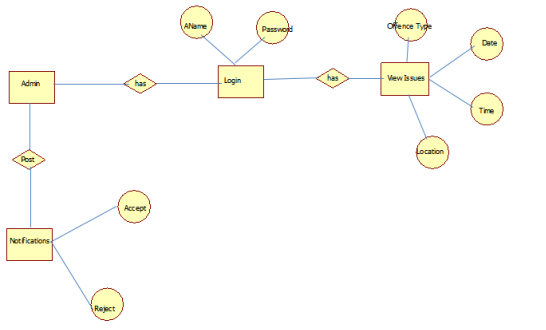 AName
Password
Offence Type
Date
Admin
has
Login
has
View Issues
Time
Location
Post
Accept
Notifications
Reject